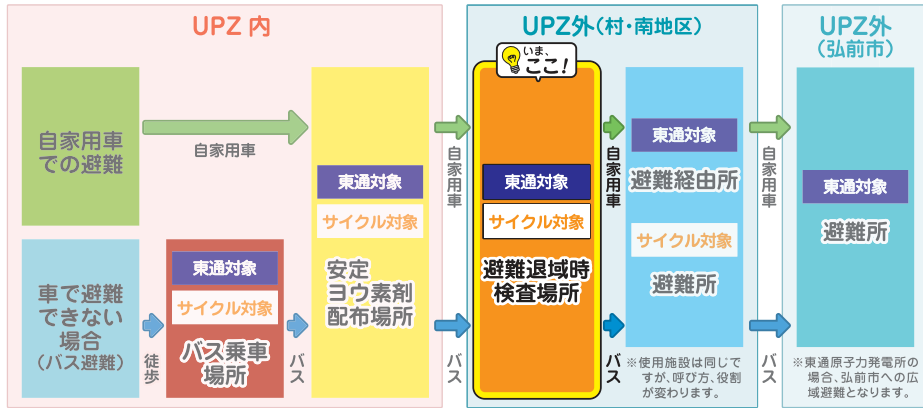 UPZ 内
自家用車
での避難
自家用車
車で避難
できない
場合
(バス避難)
徒歩
東通対象
サイクル対象
バス乗車
場所
バス
東通対象
サイクル対象
安定
ヨウ素剤
配布場所
自家用車
バス
UPZ外(村・南地区)
いま、
ここ!
東通対象
サイクル対象
避難退域時
検査場所
自家用車
バス
東通対象
避難経由所
サイクル対象
避難所
※使用施設は同じで
すが、呼び方、役割
が変わります。
自家用車
バス
UPZ外
(弘前市)
東通対象
避難所
※東通原子力発電所の
場合、弘前市への広
域避難となります。